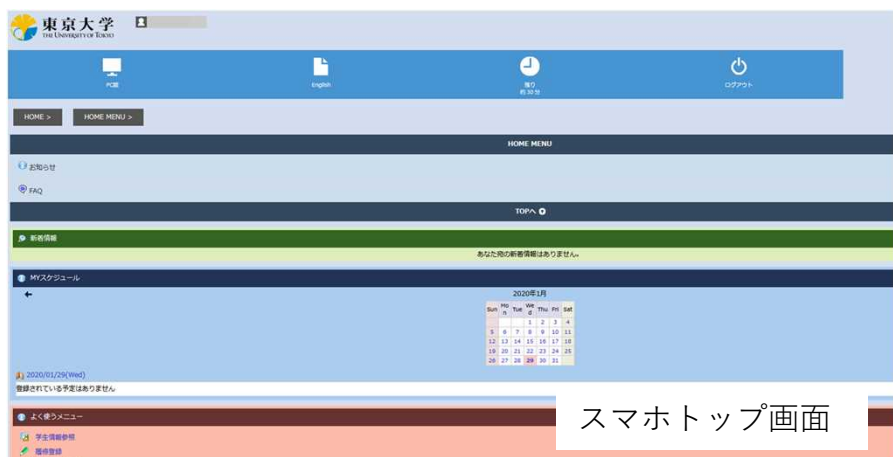 東京大学
THE UNIVERSITY OF TOKYO
PC版
English
残り
約30分
ログアウト
HOME >
HOME MENU >
HOME MENU
お知らせ
FAQ
TOPへ
新着情報
あなた宛の新着情報はありません。
MYスケジュール
2020年1月
Sun Mon Tue Wed Thu Fri Sat
1 2 3 4
5 6 7 8 9 10 11
12 13 14 15 16 17 18
19 20 21 22 23 24 25
26 27 28 29 30 31
2020/01/29(Wed)
登録されている予定はありません
よく使うメニュー
スマホトップ画面
学生情報参照
履修登録